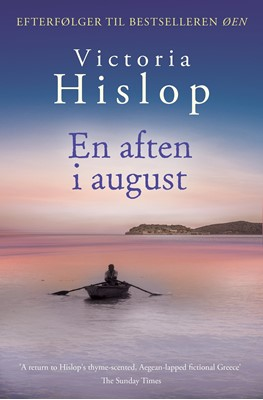 EFTERFØLGER TIL BESTSELLEREN ØEN
Victoria
Hislop
En aften
i august
'A return to Hislop's thyme-scented, Aegean-lapped fictional Greece'
The Sunday Times